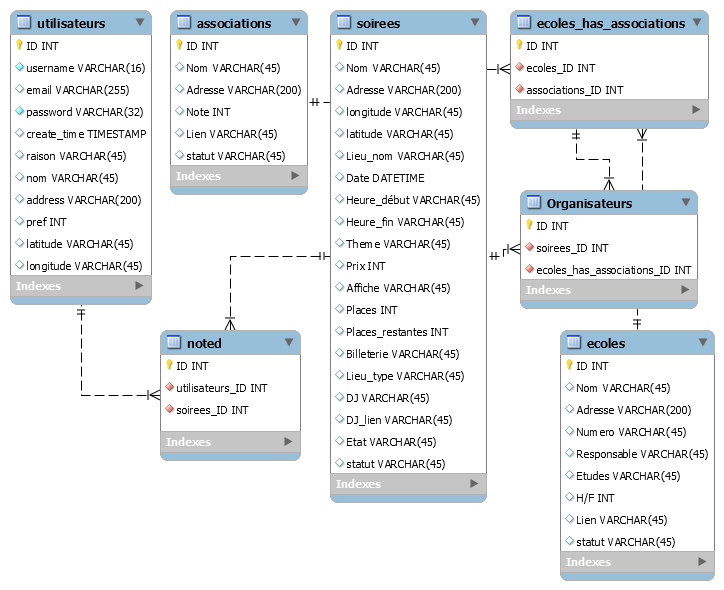 utilisateurs
ID INT
username VARCHAR(16)
email VARCHAR(255)
password VARCHAR(32)
create_time TIMESTAMP
raison VARCHAR(45)
nom VARCHAR(45)
address VARCHAR(200)
pref INT
latitude VARCHAR(45)
longitude VARCHAR(45)
Indexes
associations
ID INT
Nom VARCHAR(45)
Adresse VARCHAR(200)
Note INT
Lien VARCHAR(45)
statut VARCHAR(45)
Indexes
soirees
ID INT
Nom VARCHAR(45)
Adresse VARCHAR(200)
longitude VARCHAR(45)
latitude VARCHAR(45)
Lieu_nom VARCHAR(45)
Date DATETIME
Heure_début VARCHAR(45)
Heure_fin VARCHAR(45)
Theme VARCHAR(45)
Prix INT
Affiche VARCHAR(45)
Places INT
Places_restantes INT
Billeterie VARCHAR(45)
Lieu_type VARCHAR(45)
DJ VARCHAR(45)
DJ_lien VARCHAR(45)
Etat VARCHAR(45)
statut VARCHAR(45)
Indexes
ecoles_has_associations
ID INT
ecoles_ID INT
associations_ID INT
Indexes
Organisateurs
ID INT
soirees_ID INT
ecoles_has_associations_ID INT
Indexes
noted
ID INT
utilisateurs_ID INT
soirees_ID INT
Indexes
ecoles
ID INT
Nom VARCHAR(45)
Adresse VARCHAR(200)
Numero VARCHAR(45)
Responsable VARCHAR(45)
Etudes VARCHAR(45)
H/F INT
Lien VARCHAR(45)
statut VARCHAR(45)
Indexes